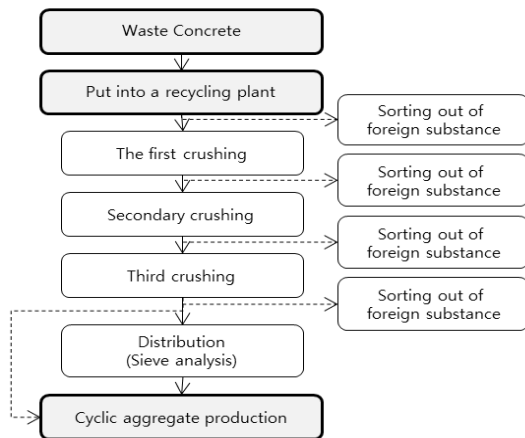 Waste Concrete
Put into a recycling plant
Sorting out of
foreign substance
The first crushing
Sorting out of
foreign substance
Secondary crushing
Sorting out of
foreign substance
Third crushing
Sorting out of
foreign substance
Distribution
(Sieve analysis)
Cyclic aggregate production